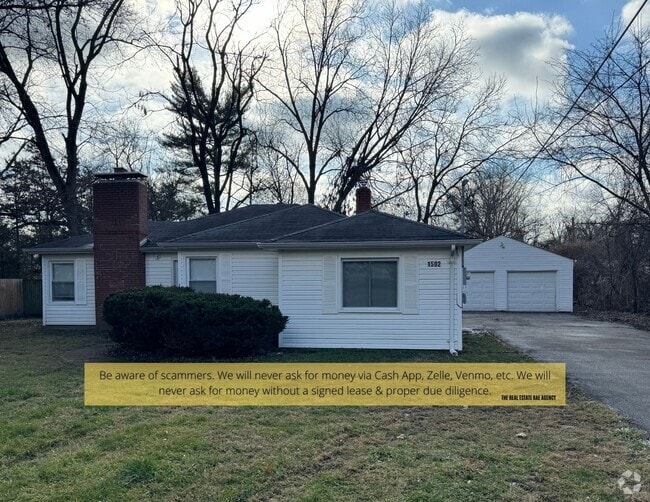 1502
Be aware of scammers. We will never ask for money via Cash App, Zelle, Venmo, etc. We will
never ask for money without a signed lease & proper due diligence.
THE REAL ESTATE BAE AGENCY